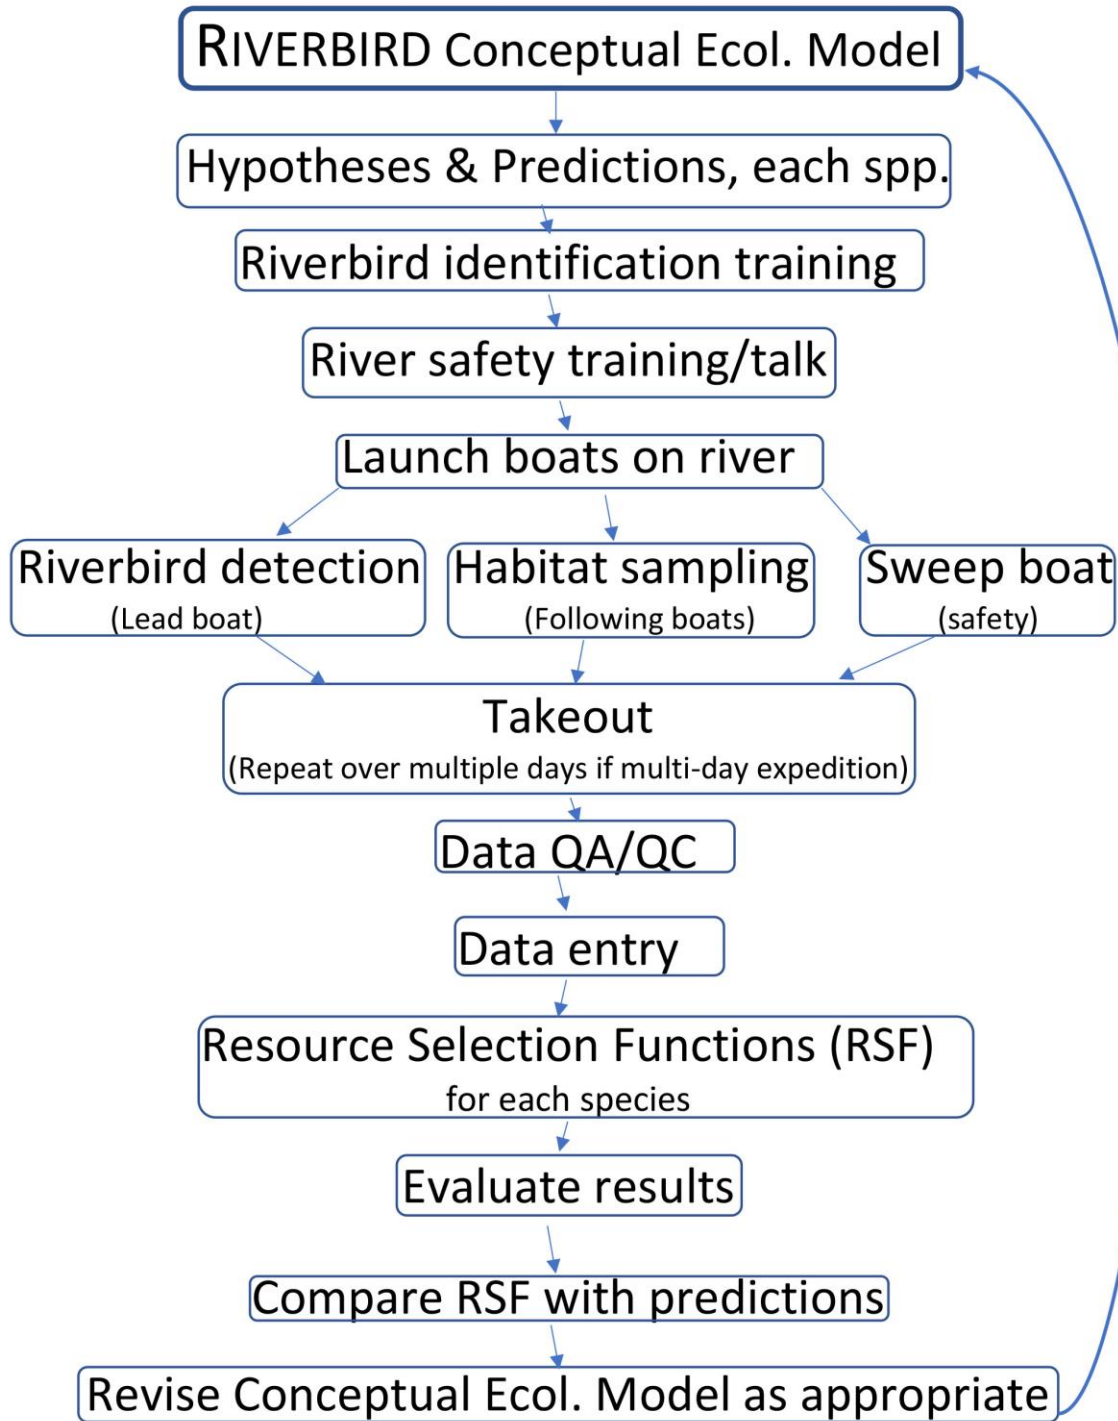 RIVERBIRD Conceptual Ecol. Model
Hypotheses & Predictions, each spp.
Riverbird identification training
River safety training/talk
Launch boats on river
Riverbird detection
(Lead boat)
Habitat sampling
(Following boats)
Sweep boat
(safety)
Takeout
(Repeat over multiple days if multi-day expedition)
Data QA/QC
Data entry
Resource Selection Functions (RSF)
for each species
Evaluate results
Compare RSF with predictions
Revise Conceptual Ecol. Model as appropriate